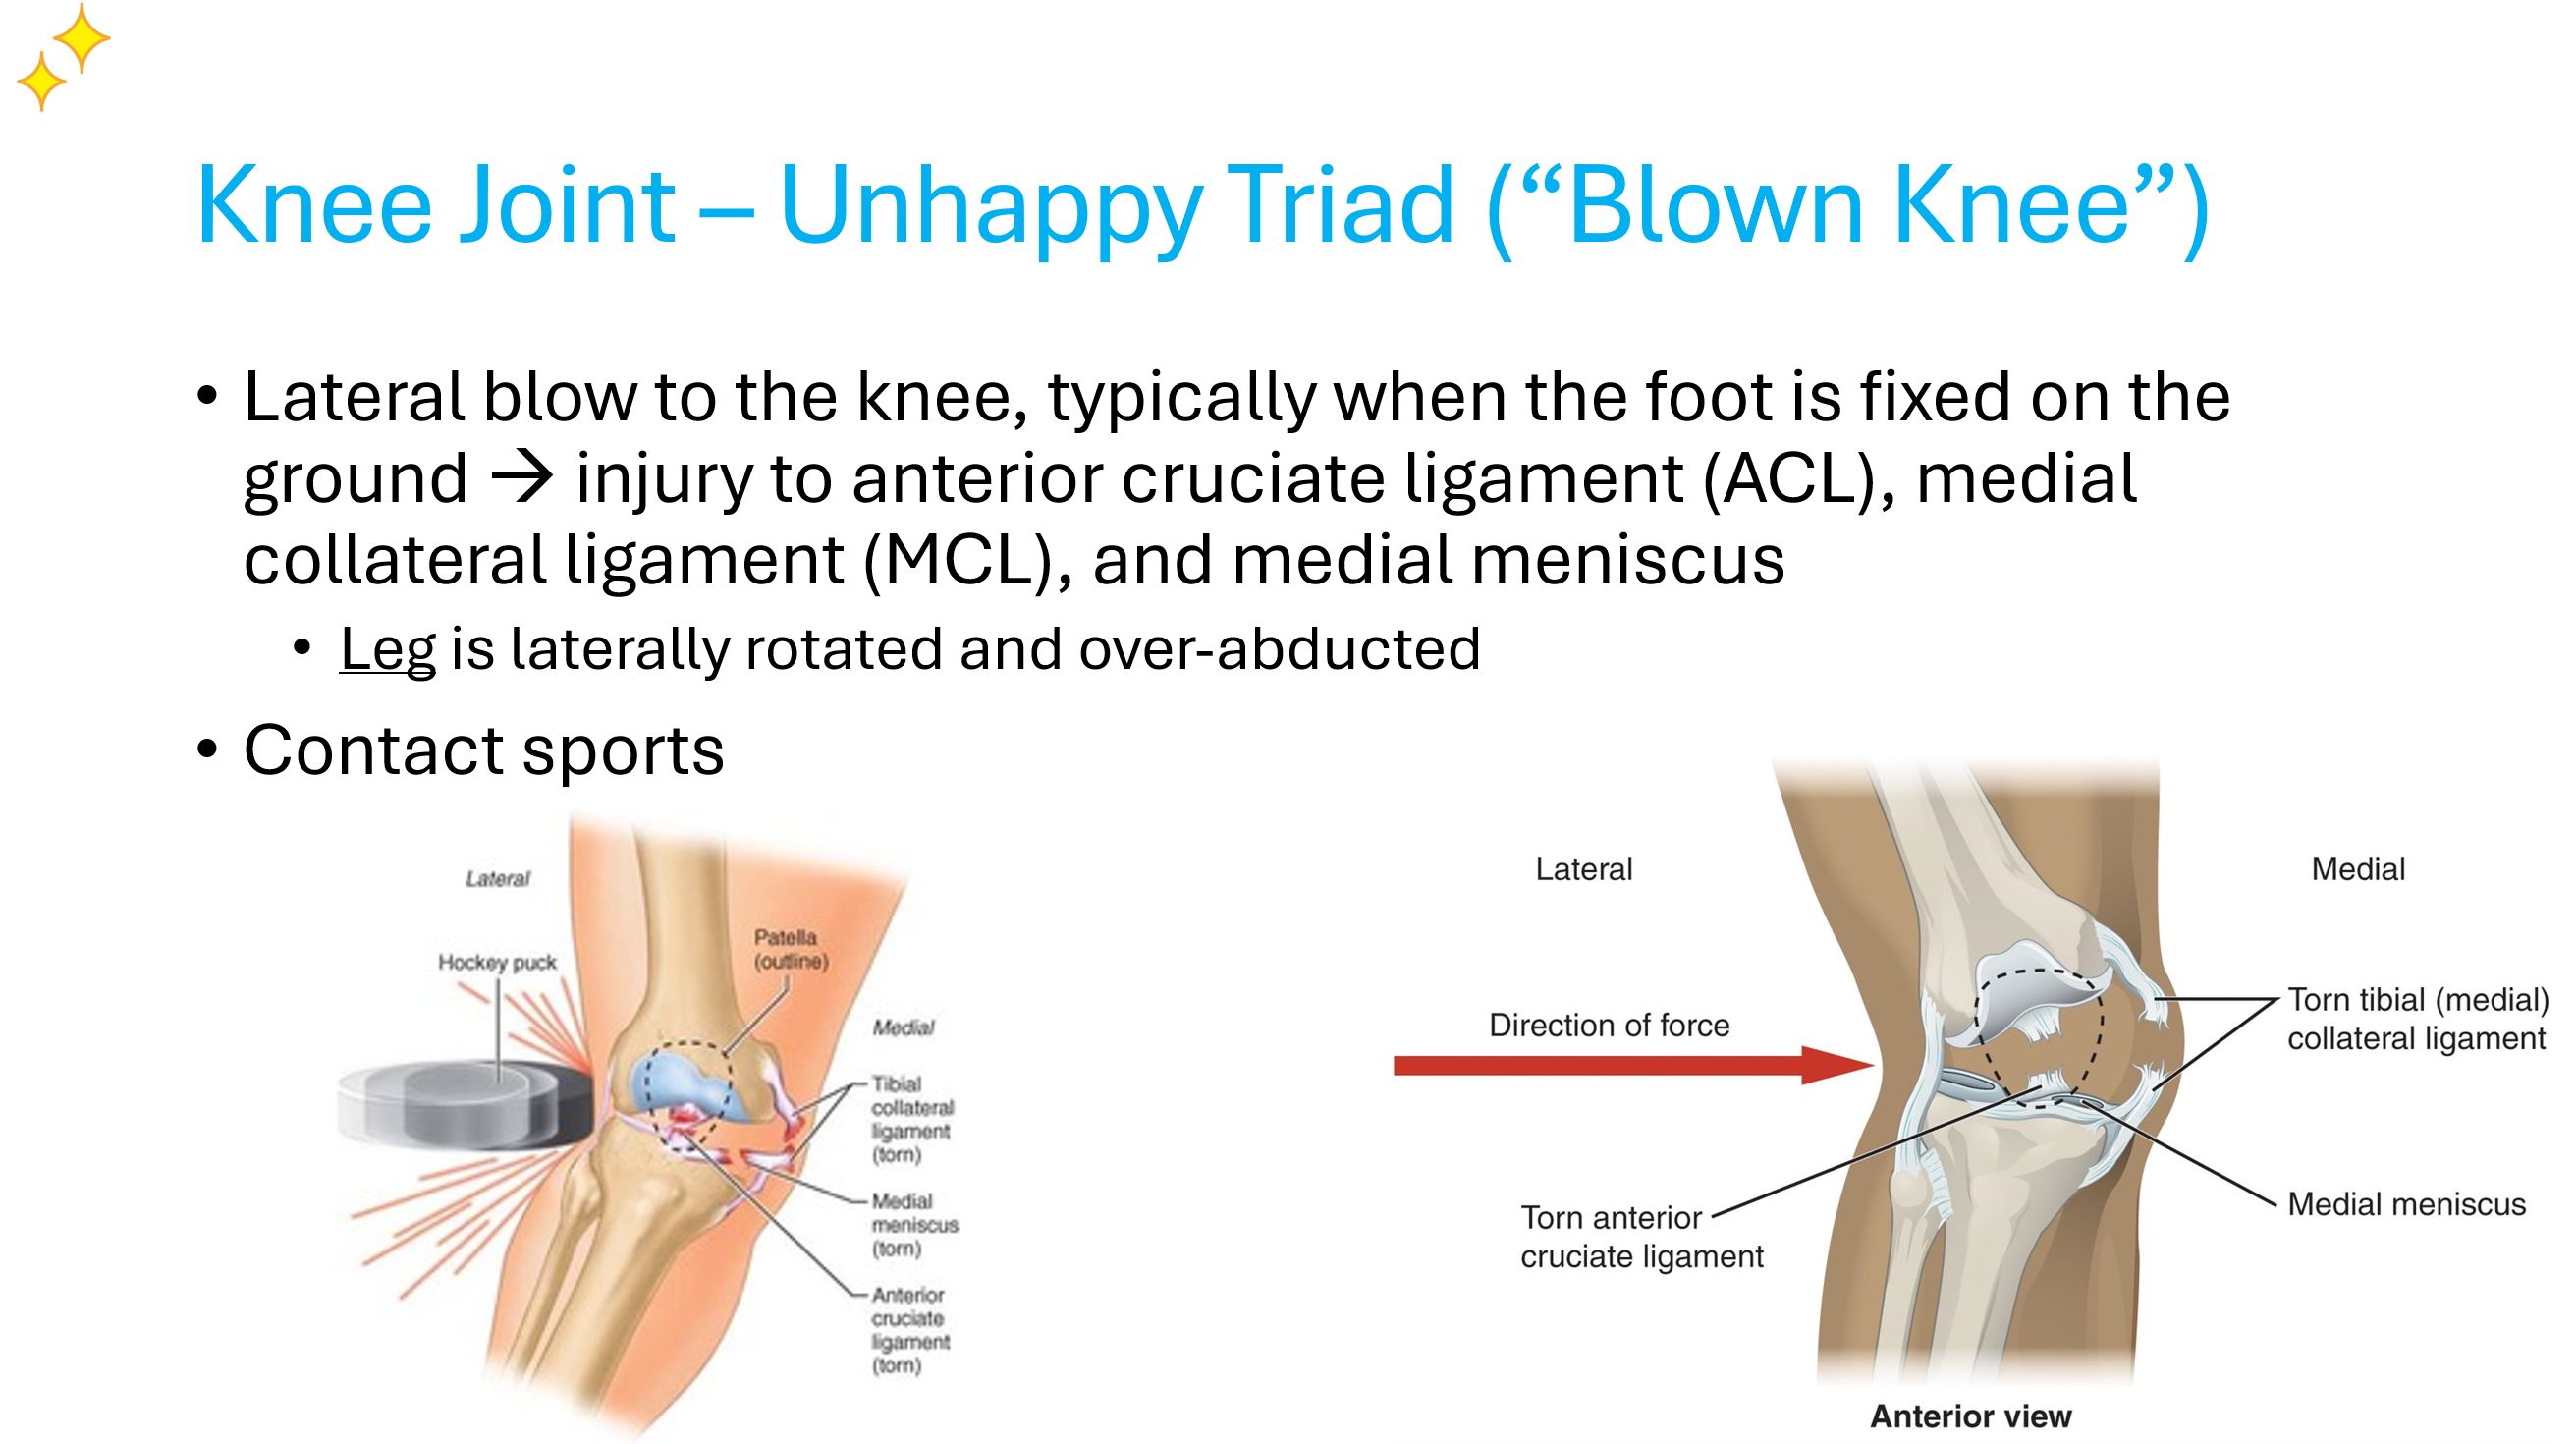 Knee Joint – Unhappy Triad (“Blown Knee”)
• Lateral blow to the knee, typically when the foot is fixed on the
ground → injury to anterior cruciate ligament (ACL), medial
collateral ligament (MCL), and medial meniscus
• Leg is laterally rotated and over-abducted
• Contact sports
Lateral
Hockey puck
Patella
(outline)
Medial
Tibial
collateral
ligament
(torn)
Medial
meniscus
(torn)
Anterior
cruciate
ligament
(torn)
Lateral
Medial
Direction of force
Torn tibial (medial)
collateral ligament
Torn anterior
cruciate ligament
Medial meniscus
Anterior view